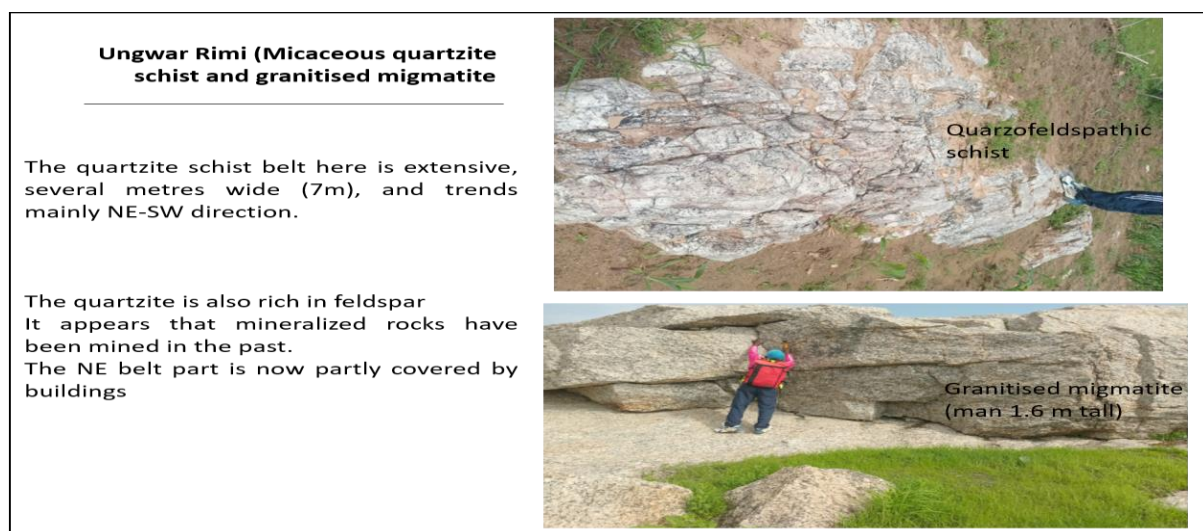 Ungwar Rimi (Micaceous quartzite
schist and granitised migmatite
The quartzite schist belt here is extensive,
several metres wide (7m), and trends
mainly NE-SW direction.
The quartzite is also rich in feldspar
It appears that mineralized rocks have
been mined in the past.
The NE belt part is now partly covered by
buildings
Quarzofeldspathic
schist
Granitised migmatite
(man 1.6 m tall)